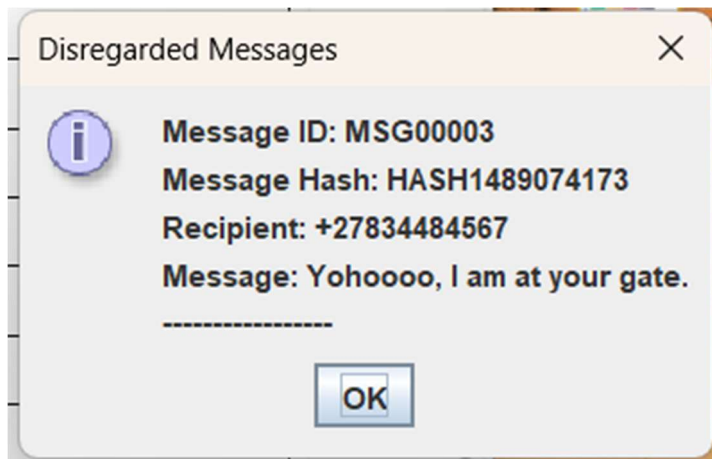 Disregarded Messages
Message ID: MSG00003
Message Hash: HASH1489074173
Recipient: +27834484567
Message: Yohoooo, I am at your gate.
-----------------
OK